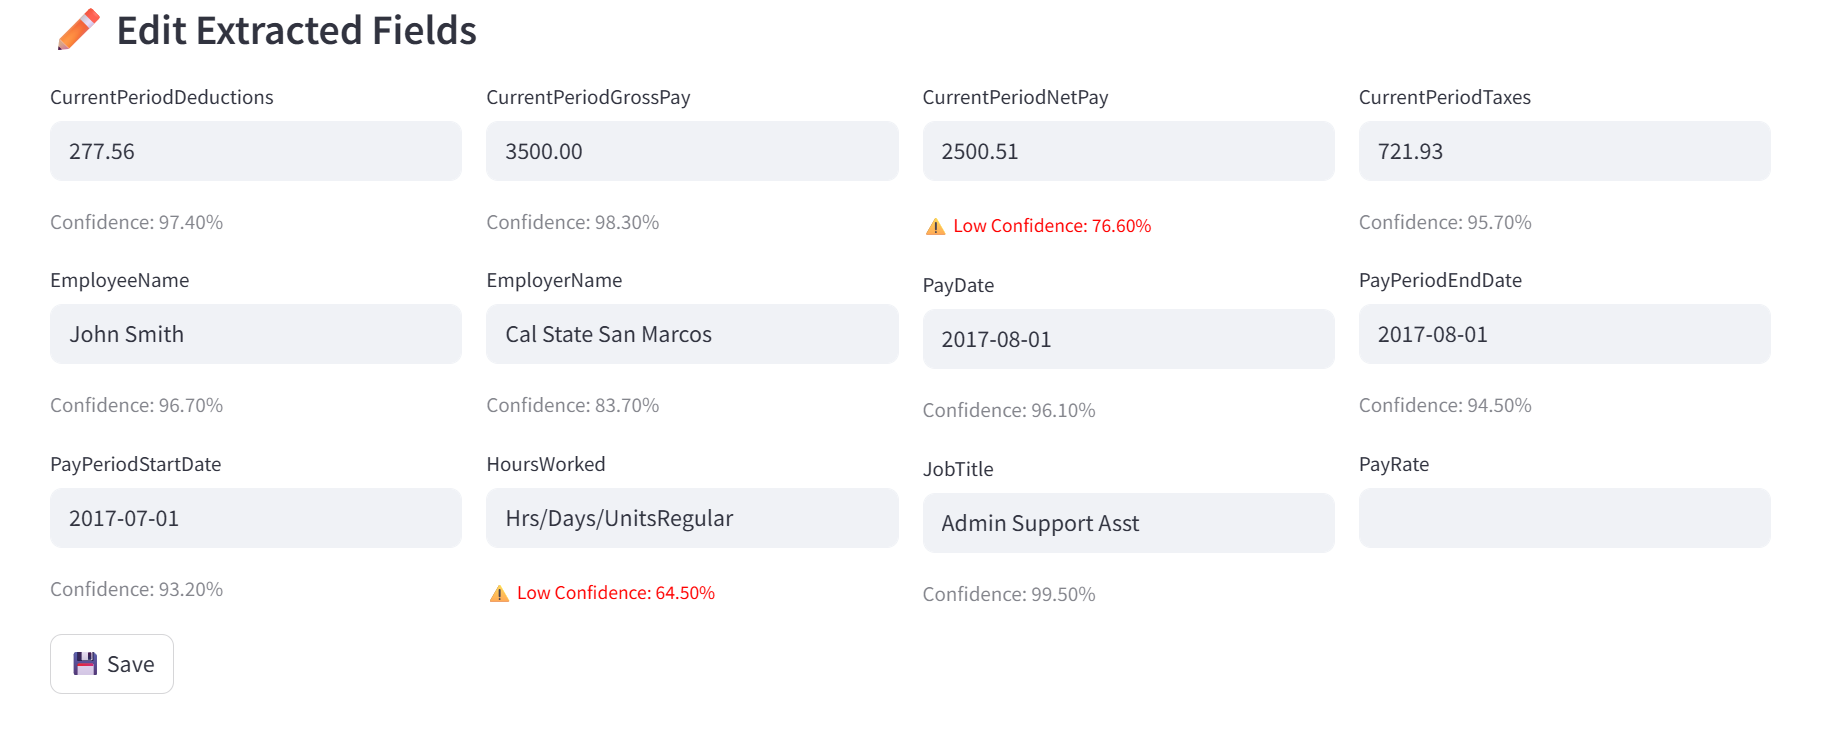 Edit Extracted Fields
CurrentPeriodDeductions
CurrentPeriodGrossPay
CurrentPeriodNetPay
CurrentPeriodTaxes
277.56
3500.00
2500.51
721.93
Confidence: 97.40%
Confidence: 98.30%
Low Confidence: 76.60%
Confidence: 95.70%
EmployeeName
EmployerName
PayDate
PayPeriodEndDate
John Smith
Cal State San Marcos
2017-08-01
2017-08-01
Confidence: 96.70%
Confidence: 83.70%
Confidence: 96.10%
Confidence: 94.50%
PayPeriodStartDate
HoursWorked
JobTitle
PayRate
2017-07-01
Hrs/Days/UnitsRegular
Admin Support Asst
Confidence: 93.20%
Low Confidence: 64.50%
Confidence: 99.50%
Save